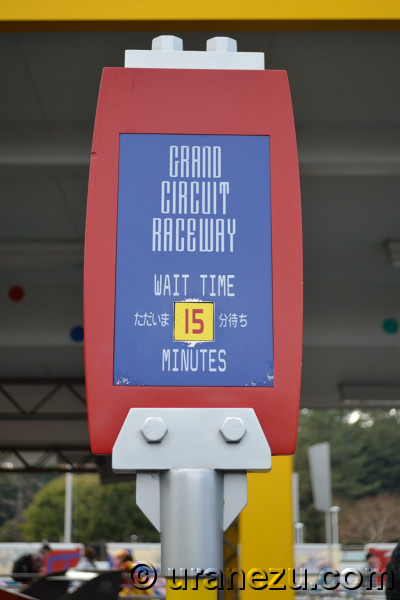 GRAND
CIRCUIT
RACEWAY
WAIT TIME
ただいま 15 分待ち
MINUTES
© uranezu.com